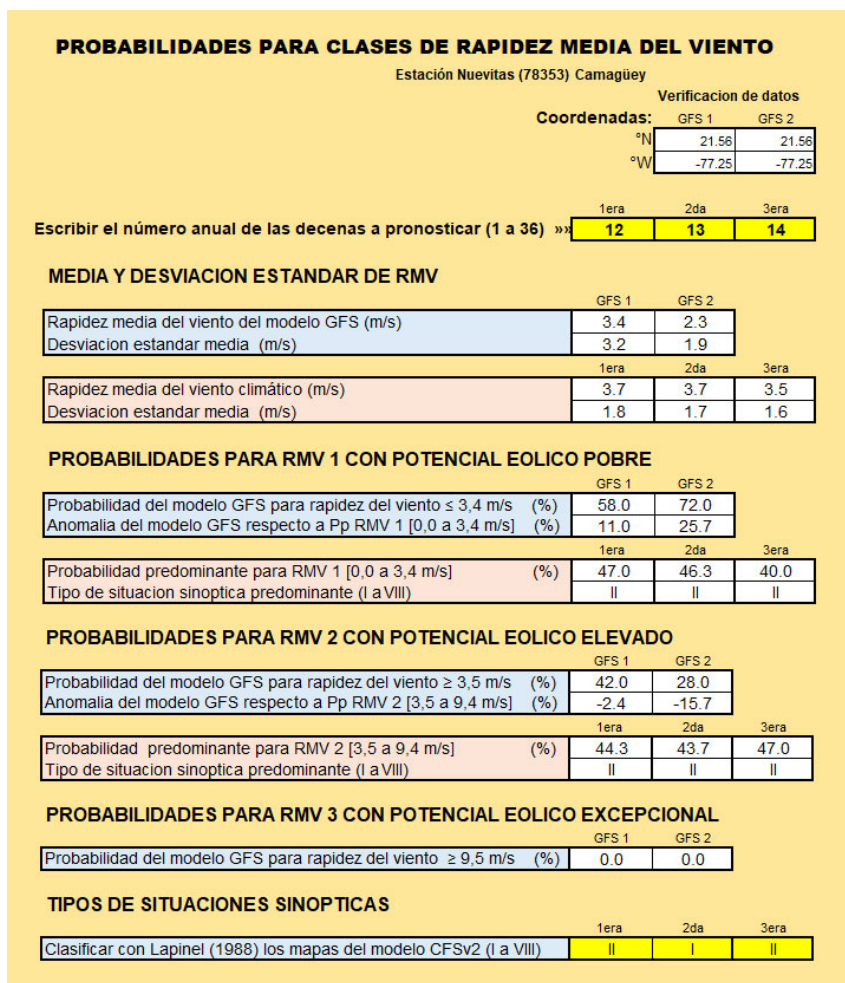 PROBABILIDADES PARA CLASES DE RAPIDEZ MEDIA DEL VIENTO
Estación Nuevitas (78353) Camagüey
Verificacion de datos
Coordenadas: GFS 1 GFS 2
°N 21.56 21.56
°W -77.25 -77.25
1era 2da 3era
Escribir el número anual de las decenas a pronosticar (1 a 36) »» 12 13 14
MEDIA Y DESVIACION ESTANDAR DE RMV
GFS 1 GFS 2
Rapidez media del viento del modelo GFS (m/s) 3.4 2.3
Desviacion estandar media (m/s) 3.2 1.9
1era 2da 3era
Rapidez media del viento climático (m/s) 3.7 3.7 3.5
Desviacion estandar media (m/s) 1.8 1.7 1.6
PROBABILIDADES PARA RMV 1 CON POTENCIAL EOLICO POBRE
GFS 1 GFS 2
Probabilidad del modelo GFS para rapidez del viento ≤ 3,4 m/s (%) 58.0 72.0
Anomalia del modelo GFS respecto a Pp RMV 1 [0,0 a 3,4 m/s] (%) 11.0 25.7
1era 2da 3era
Probabilidad predominante para RMV 1 [0,0 a 3,4 m/s] (%) 47.0 46.3 40.0
Tipo de situacion sinoptica predominante (I a VIII) II II II
PROBABILIDADES PARA RMV 2 CON POTENCIAL EOLICO ELEVADO
GFS 1 GFS 2
Probabilidad del modelo GFS para rapidez del viento ≥ 3,5 m/s (%) 42.0 28.0
Anomalia del modelo GFS respecto a Pp RMV 2 [3,5 a 9,4 m/s] (%) -2.4 -15.7
1era 2da 3era
Probabilidad predominante para RMV 2 [3,5 a 9,4 m/s] (%) 44.3 43.7 47.0
Tipo de situacion sinoptica predominante (I a VIII) II II II
PROBABILIDADES PARA RMV 3 CON POTENCIAL EOLICO EXCEPCIONAL
GFS 1 GFS 2
Probabilidad del modelo GFS para rapidez del viento ≥ 9,5 m/s (%) 0.0 0.0
TIPOS DE SITUACIONES SINOPTICAS
1era 2da 3era
Clasificar con Lapinel (1988) los mapas del modelo CFSv2 (I a VIII) II I II